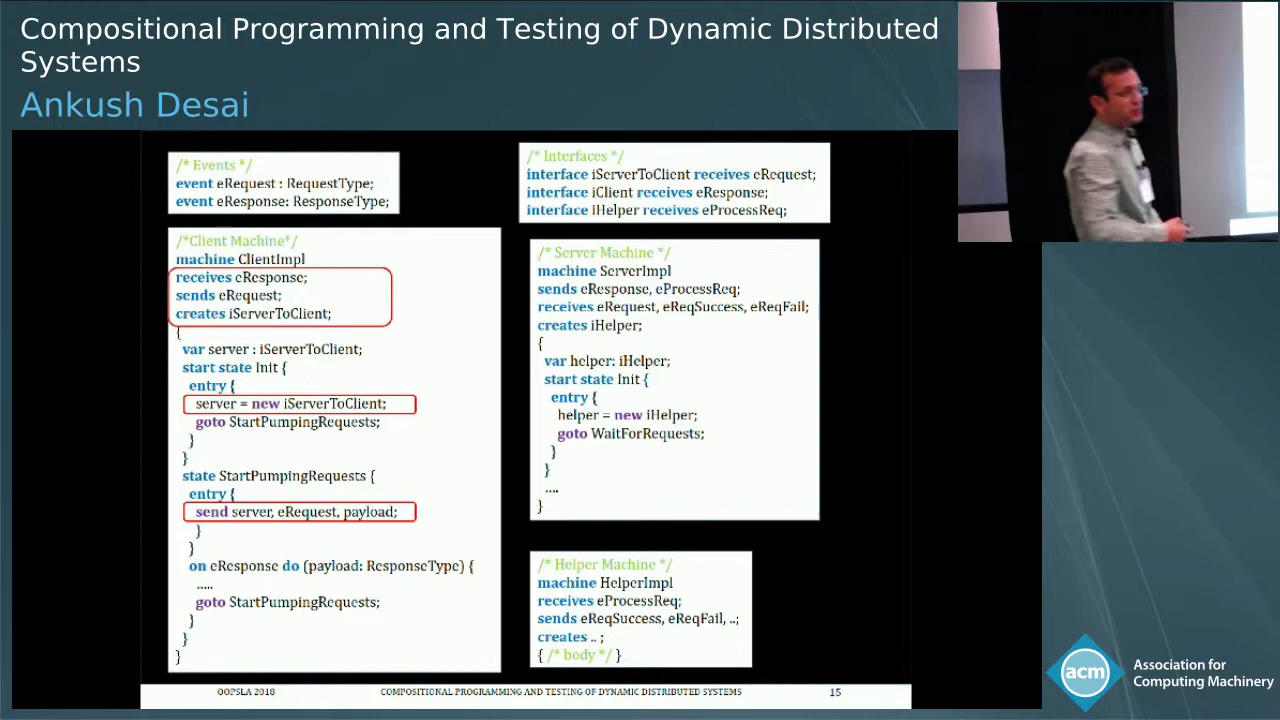 Compositional Programming and Testing of Dynamic Distributed
Systems
Ankush Desai
/* Events */
event eRequest : RequestType;
event eResponse: ResponseType;
/* Interfaces */
interface iServerToClient receives eRequest;
interface iClient receives eResponse;
interface iHelper receives eProcessReq;
/*Client Machine*/
machine ClientImpl
receives eResponse;
sends eRequest;
creates iServerToClient;
{
var server : iServerToClient;
start state Init {
entry {
server = new iServerToClient;
goto StartPumpingRequests;
}
}
state StartPumpingRequests {
entry {
send server, eRequest, payload;
}
}
on eResponse do (payload: ResponseType) {
.....
goto StartPumpingRequests;
}
}
}
/* Server Machine */
machine ServerImpl
sends eResponse, eProcessReq;
receives eRequest, eReqSuccess, eReqFail;
creates iHelper;
{
var helper: iHelper;
start state Init {
entry {
helper = new iHelper;
goto WaitForRequests;
}
}
....
}
/* Helper Machine */
machine HelperImpl
receives eProcessReq;
sends eReqSuccess, eReqFail, ..;
creates .. ;
{ /* body */ }
OOPSLA 2018
COMPOSITIONAL PROGRAMMING AND TESTING OF DYNAMIC DISTRIBUTED SYSTEMS
15
acm
Association for
Computing Machinery